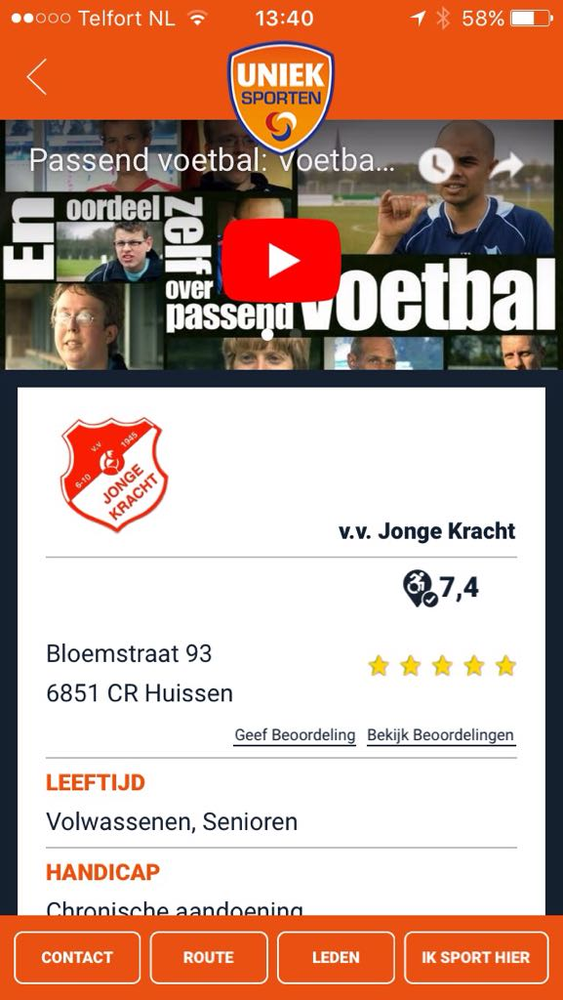 Telfort NL 13:40 58%
UNIEK
SPORTEN
Passend voetbal: Voetba...
En
oordeel
zelf
over
passend
voetbal
v.v 1945
6-10
JONGE
KRACHT
v.v. Jonge Kracht
7,4
Bloemstraat 93
6851 CR Huissen
Geef Beoordeling Bekijk Beoordelingen
LEEFTIJD
Volwassenen, Senioren
HANDICAP
Chronische aandoening
CONTACT ROUTE LEDEN IK SPORT HIER